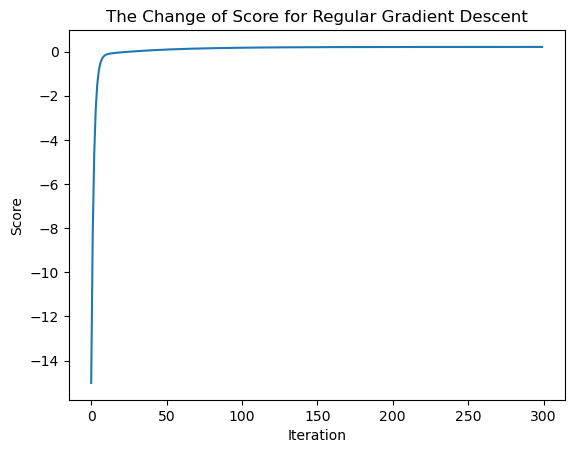 The Change of Score for Regular Gradient Descent
0
−2
−4
−6
−8
−10
−12
−14
Score
0 50 100 150 200 250 300
Iteration